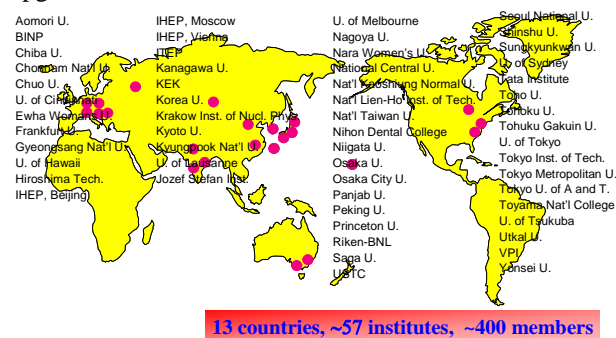 Aomori U.
BINP
Chiba U.
Chonnam Nat'l U.
Chuo U.
U. of Cincinnati
Ewha Womans U.
Frankfurt U.
Gyeongsang Nat'l U.
U. of Hawaii
Hiroshima Tech.
IHEP, Beijing
IHEP, Moscow
IHEP, Vienna
ITEP
Kanagawa U.
KEK
Korea U.
Krakow Inst. of Nucl. Phys.
Kyoto U.
Kyungpook Nat'l U.
U. of Lausanne
Jozef Stefan Inst.
U. of Melbourne
Nagoya U.
Nara Women's U.
National Central U.
Nat'l Kaoshiung Normal U.
Nat'l Lien-Ho Inst. of Tech.
Nat'l Taiwan U.
Nihon Dental College
Niigata U.
Osaka U.
Osaka City U.
Panjab U.
Peking U.
Princeton U.
Riken-BNL
Saga U.
USTC
Seoul National U.
Shinshu U.
Sungkyunkwan U.
U. of Sydney
Tata Institute
Toho U.
Tohoku U.
Tohuku Gakuin U.
U. of Tokyo
Tokyo Inst. of Tech.
Tokyo Metropolitan U.
Tokyo U. of A and T.
Toyama Nat'l College
U. of Tsukuba
Utkal U.
VPI
Yonsei U.
13 countries, ~57 institutes, ~400 members